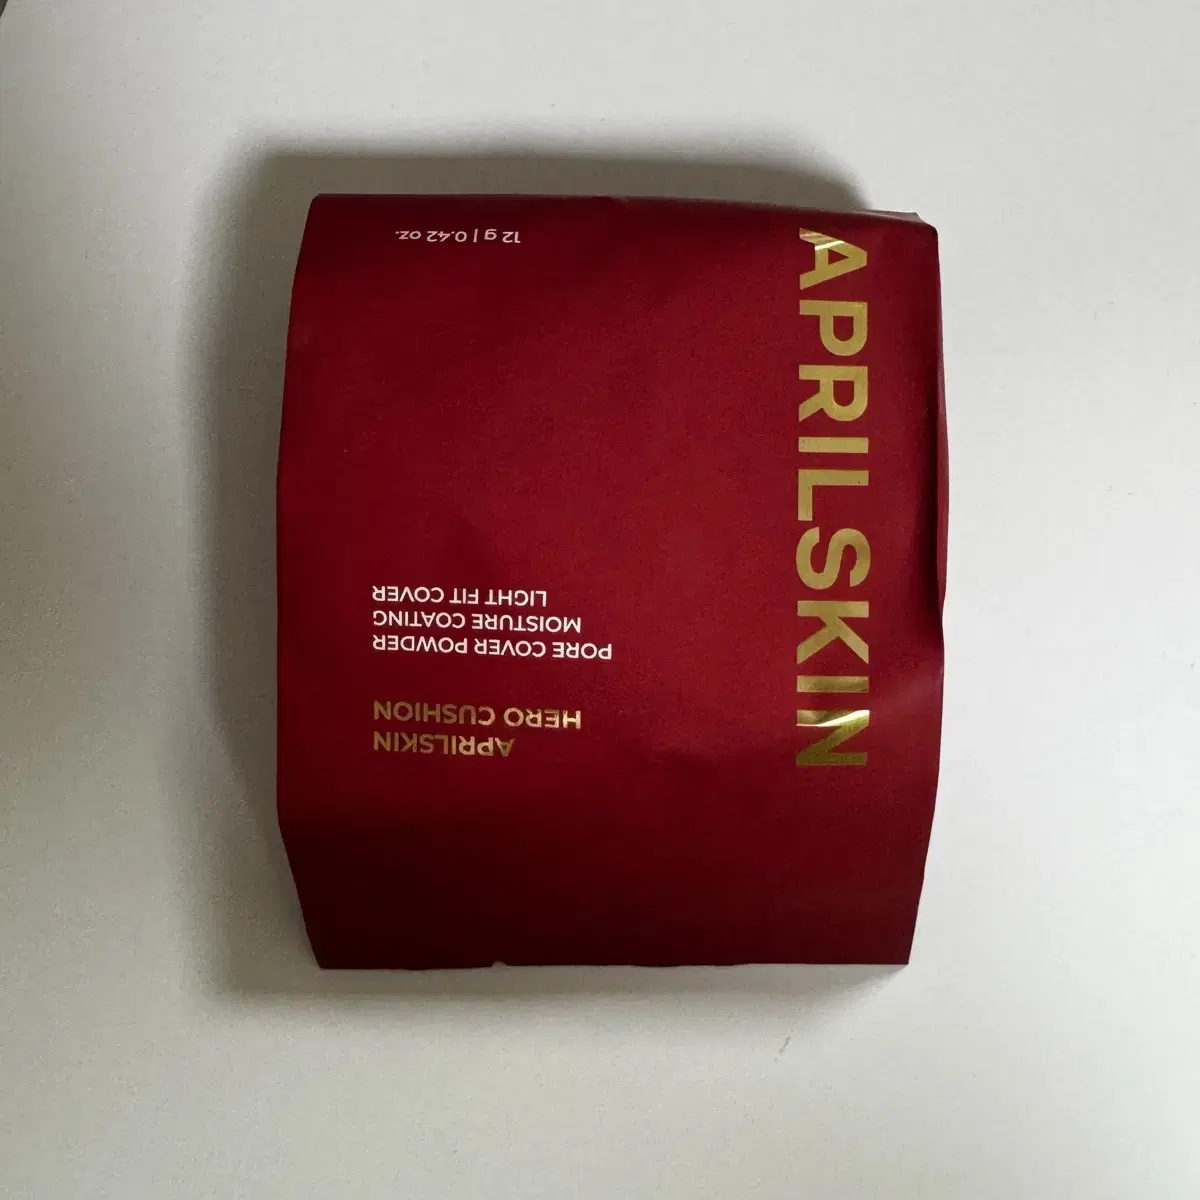 APRILSKIN
APRILSKIN
HERO CUSHION
PORE COVER POWDER
MOISTURE COATING
LIGHT FIT COVER
12 g | 0.42 oz.